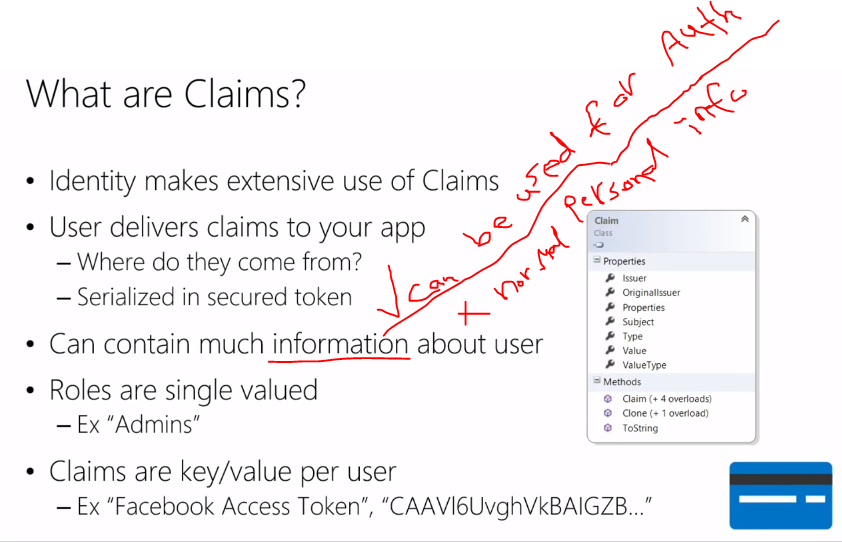 What are Claims?
• Identity makes extensive use of Claims
• User delivers claims to your app
– Where do they come from?
– Serialized in secured token
• Can contain much information about user
• Roles are single valued
– Ex “Admins”
• Claims are key/value per user
– Ex “Facebook Access Token”, “CAAVl6UvghVkBAIGZB…”
can be used for Auth
+ normal personal info
Claim
Class
Properties
Issuer
OriginalIssuer
Properties
Subject
Type
Value
ValueType
Methods
Claim (+ 4 overloads)
Clone (+ 1 overload)
ToString